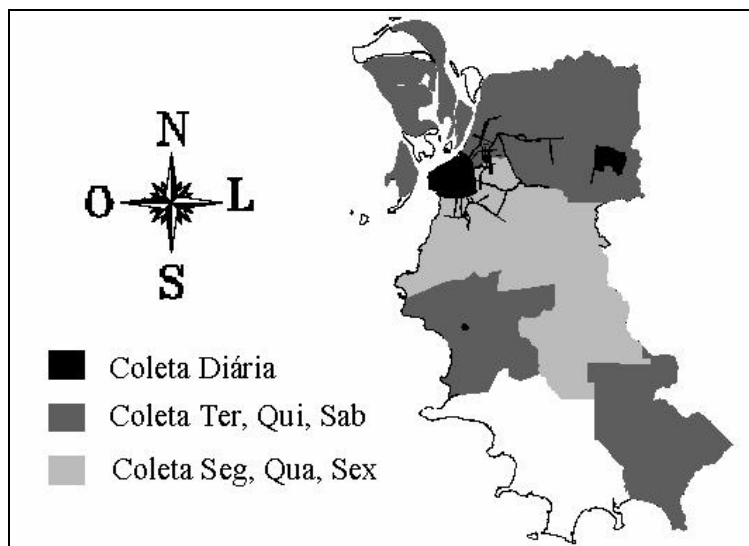 N
O L
S
Coleta Diária
Coleta Ter, Qui, Sab
Coleta Seg, Qua, Sex